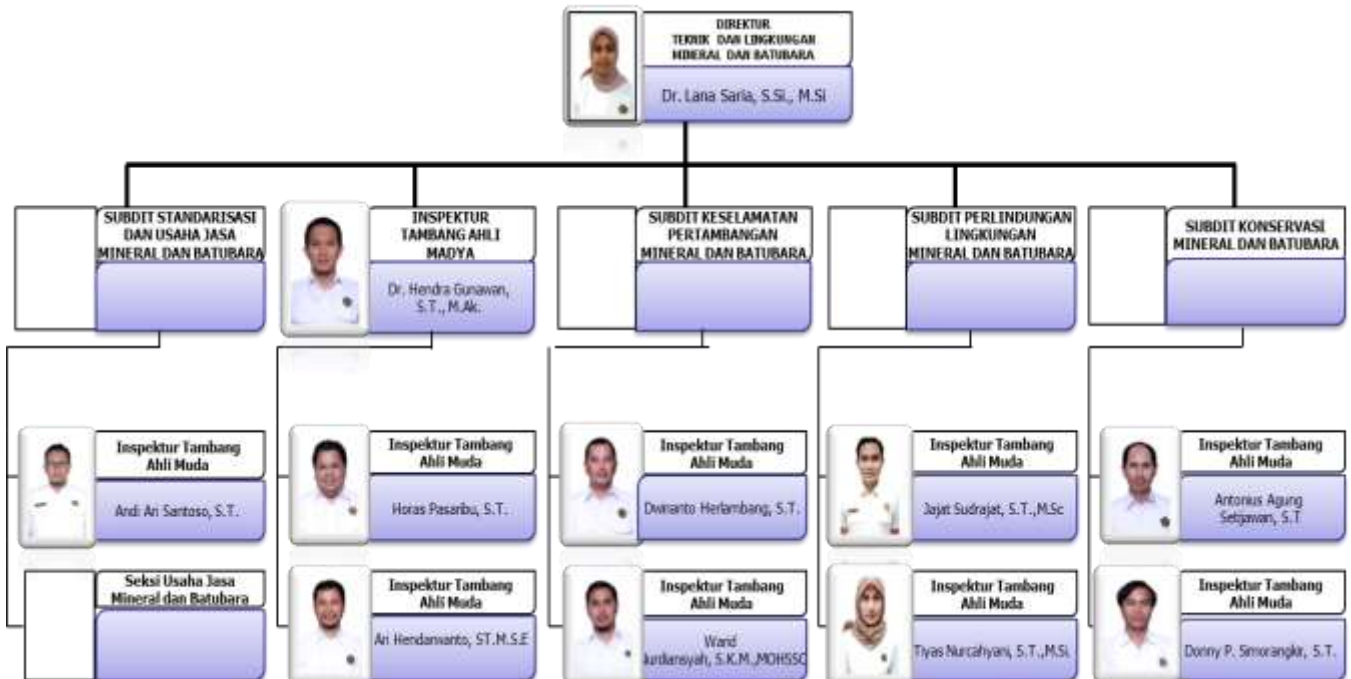 DIREKTUR
TEKNIK DAN LINGKUNGAN
MINERAL DAN BATUBARA
Dr. Lana Saria, S.Si., M.Si
SUBDIT STANDARISASI
DAN USAHA JASA
MINERAL DAN BATUBARA
INSPEKTUR
TAMBANG AHLI
MADYA
Dr. Hendra Gunawan,
S.T., M.Ak.
SUBDIT KESELAMATAN
PERTAMBANGAN
MINERAL DAN BATUBARA
SUBDIT PERLINDUNGAN
LINGKUNGAN
MINERAL DAN BATUBARA
SUBDIT KONSERVASI
MINERAL DAN BATUBARA
Inspektur Tambang
Ahli Muda
Andi Ari Santoso, S.T.
Inspektur Tambang
Ahli Muda
Horas Pasaribu, S.T.
Inspektur Tambang
Ahli Muda
Herlambang, S.T.
Inspektur Tambang
Ahli Muda
Jajat Sudrajat, S.T.,M.Sc
Inspektur Tambang
Ahli Muda
Antonius Agung
Setijawan, S.T
Seksi Usaha Jasa
Mineral dan Batubara
Inspektur Tambang
Ahli Muda
Ari ST.M.S.E
Inspektur Tambang
Ahli Muda
S.K.M.,MOHSSC
Inspektur Tambang
Ahli Muda
Tiyas Nurcahyani, S.T.,M.Si.
Inspektur Tambang
Ahli Muda
Donny P. Simorangkir, S.T.